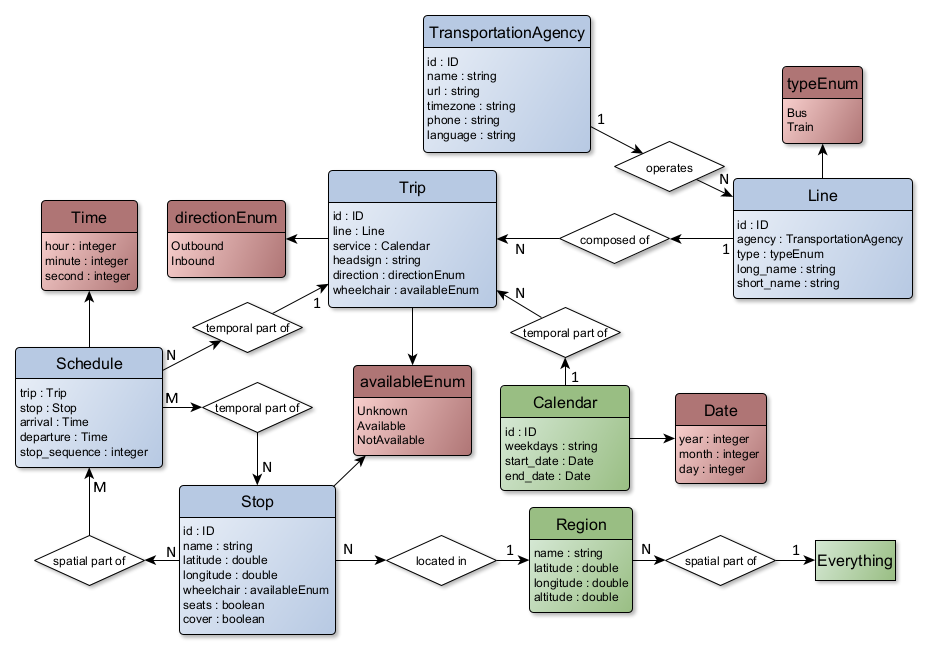 TransportationAgency
id : ID
name : string
url : string
timezone : string
phone : string
language : string
1
operates
N
typeEnum
Bus
Train
Line
id : ID
agency : TransportationAgency
type : typeEnum
long_name : string
short_name : string
1
composed of
N
Trip
id : ID
line : Line
service : Calendar
headsign : string
direction : directionEnum
wheelchair : availableEnum
directionEnum
Outbound
Inbound
Time
hour : integer
minute : integer
second : integer
temporal part of
1
N
Schedule
trip : Trip
stop : Stop
arrival : Time
departure : Time
stop_sequence : integer
M
temporal part of
N
availableEnum
Unknown
Available
NotAvailable
N
temporal part of
1
Calendar
id : ID
weekdays : string
start_date : Date
end_date : Date
Date
year : integer
month : integer
day : integer
M
spatial part of
N
Stop
id : ID
name : string
latitude : double
longitude : double
wheelchair : availableEnum
seats : boolean
cover : boolean
N
located in
1
Region
name : string
latitude : double
longitude : double
altitude : double
N
spatial part of
1
Everything